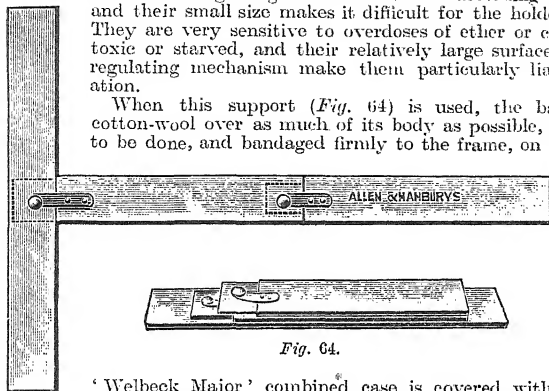 and their small size makes it difficult for the hold
They are very sensitive to overdoses of ether or c
toxic or starved, and their relatively large surface
regulating mechanism make them particularly lia
ation.
When this support (Fig. 64) is used, the b
cotton-wool over as much of its body as possible,
to be done, and bandaged firmly to the frame, on
ALLEN & HANBURYS
Fig. 64.
'Welbeck Major' combined case is covered with